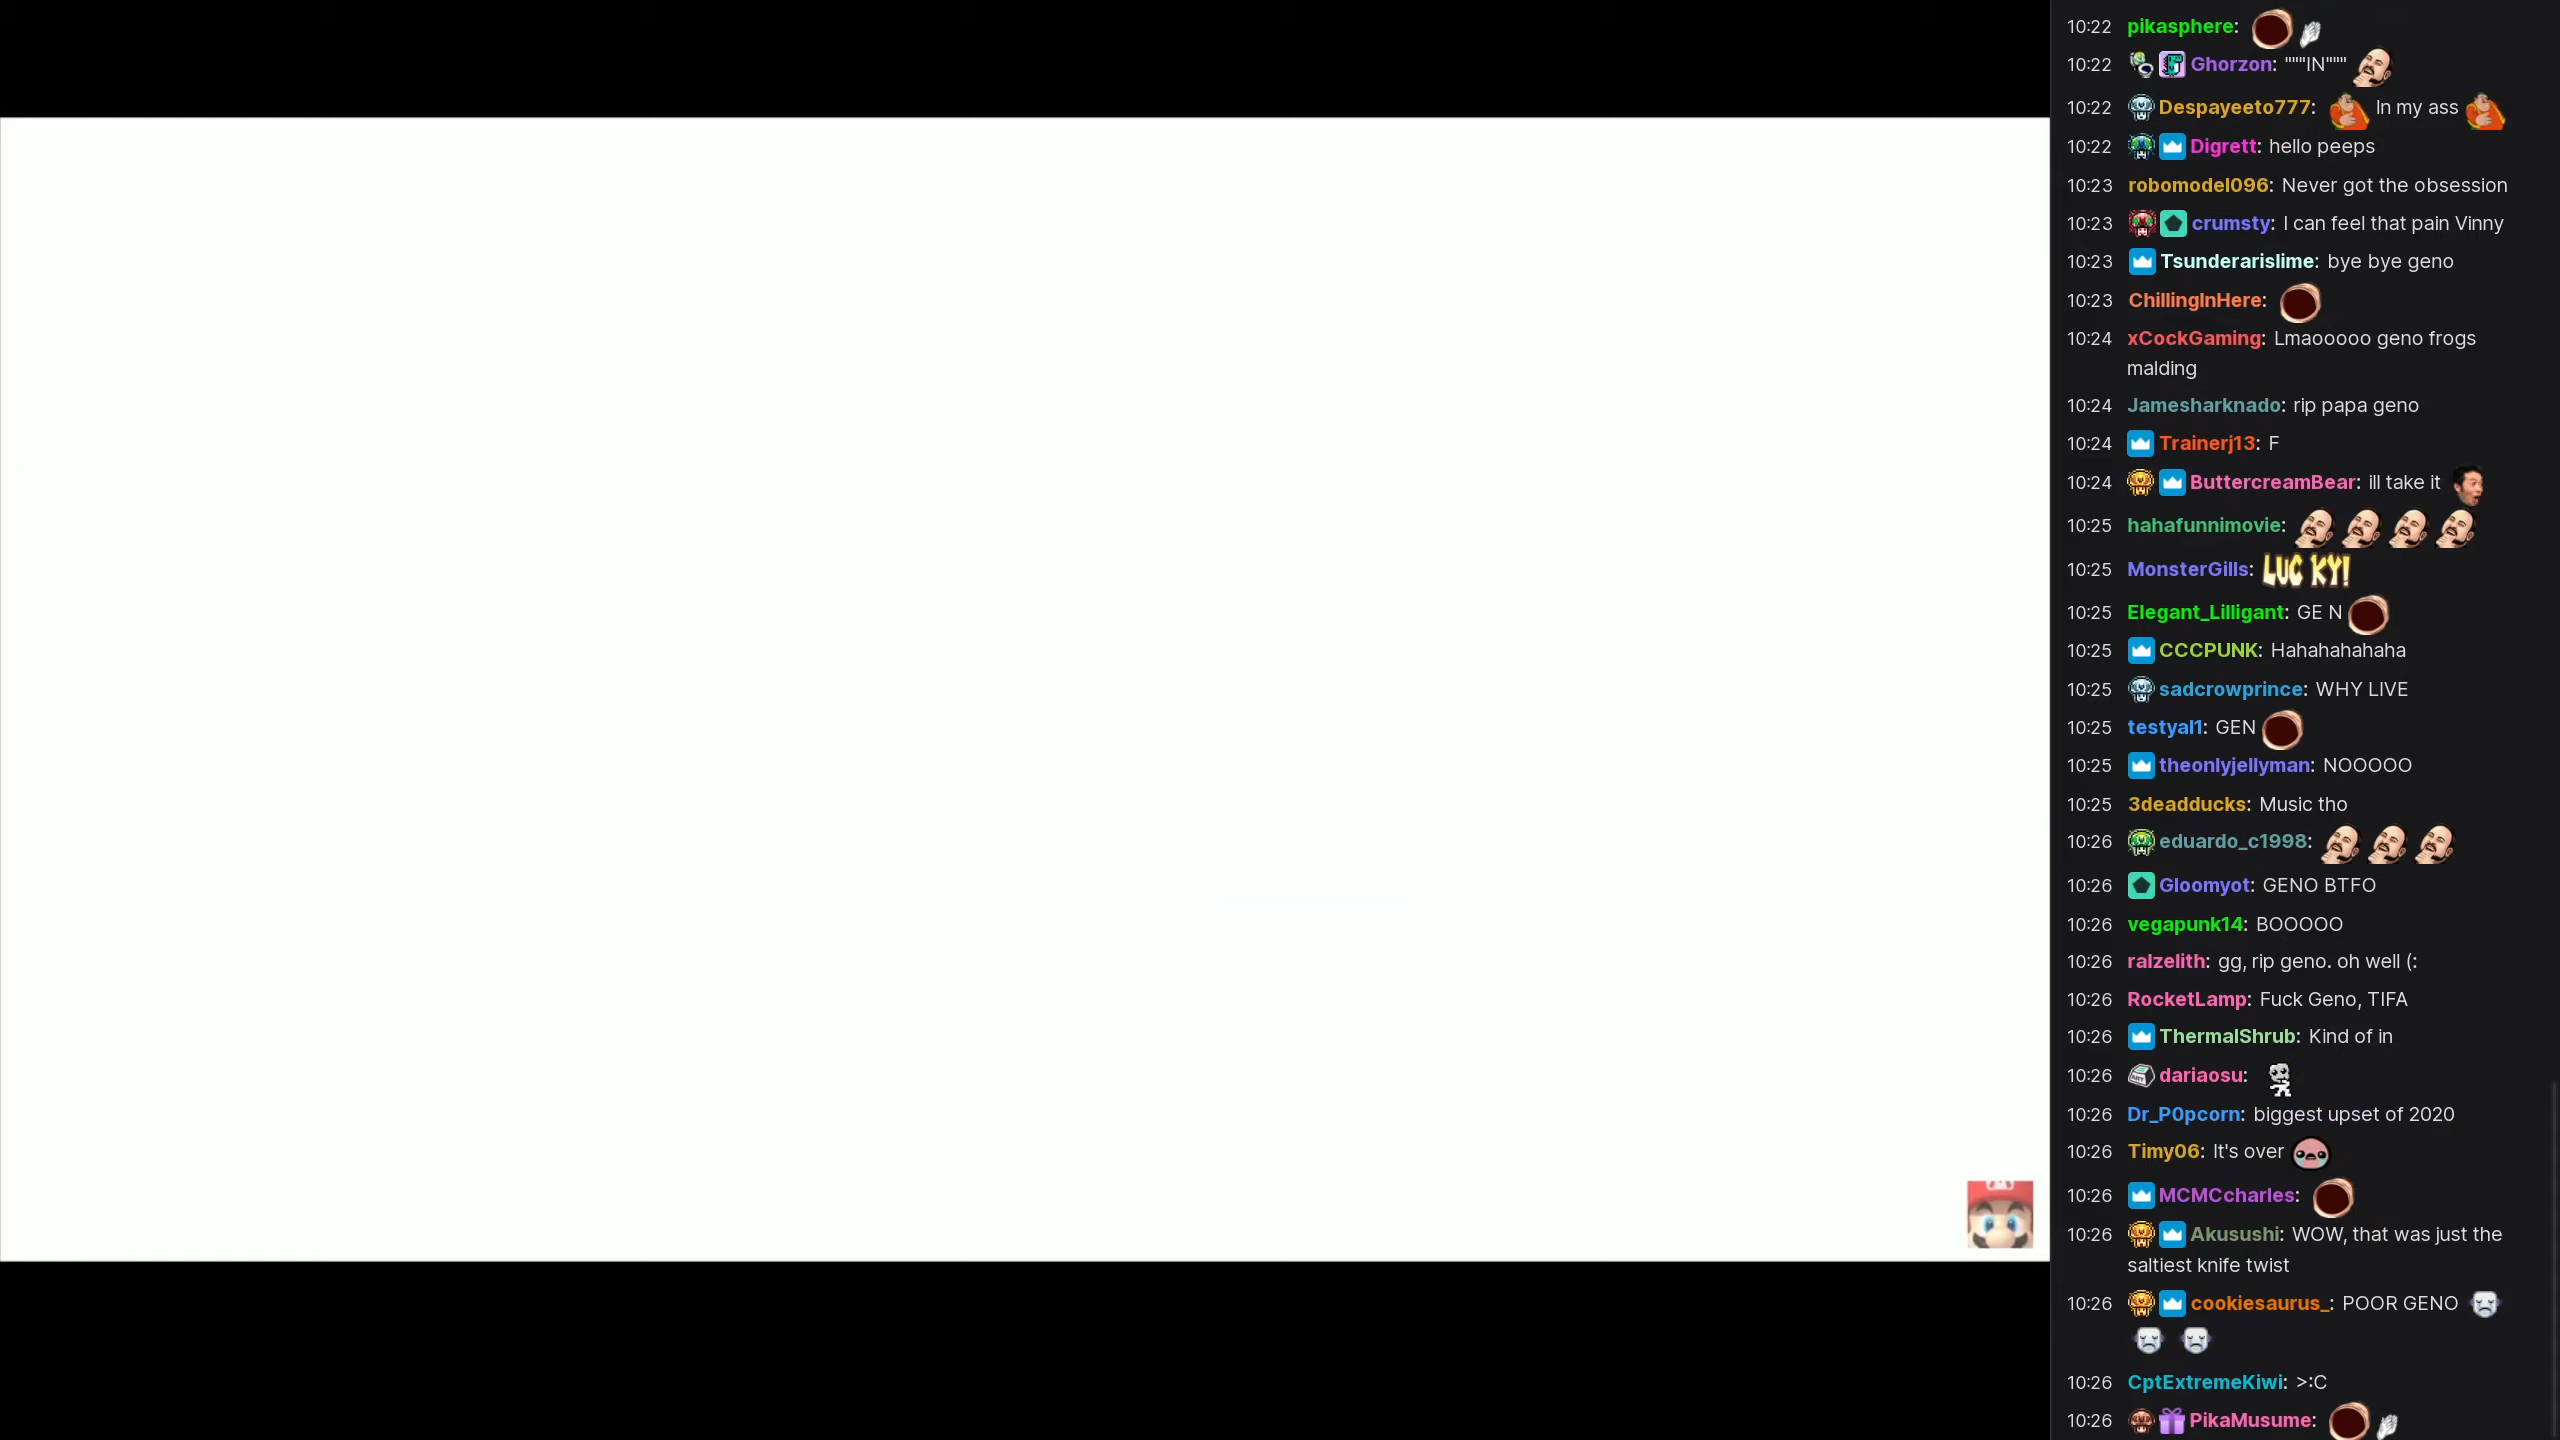 10:22 pikasphere:
10:22 Ghorzon: """IN"""
10:22 Despayeeto777: In my ass
10:22 Digrett: hello peeps
10:23 robomodel096: Never got the obsession
10:23 crumsty: I can feel that pain Vinny
10:23 Tsunderarislime: bye bye geno
10:23 ChillingInHere:
10:24 xCockGaming: Lmaooooo geno frogs
malding
10:24 Jamesharknado: rip papa geno
10:24 Trainerj13: F
10:24 ButtercreamBear: ill take it
10:25 hahafunnimovie:
10:25 MonsterGills: LUC KY!
10:25 Elegant_Lilligant: GE N
10:25 CCCPUNK: Hahahahahaha
10:25 sadcrowprince: WHY LIVE
10:25 testyal1: GEN
10:25 theonlyjellyman: NOOOOO
10:25 3deadducks: Music tho
10:26 eduardo_c1998:
10:26 Gloomyot: GENO BTFO
10:26 vegapunk14: BOOOOO
10:26 ralzelith: gg, rip geno. oh well (:
10:26 RocketLamp: Fuck Geno, TIFA
10:26 ThermalShrub: Kind of in
10:26 dariaosu:
10:26 Dr_P0pcorn: biggest upset of 2020
10:26 Timy06: It's over
10:26 MCMCcharles:
10:26 Akusushi: WOW, that was just the
saltiest knife twist
10:26 cookiesaurus_: POOR GENO
10:26 CptExtremeKiwi: >:C
10:26 PikaMusume: